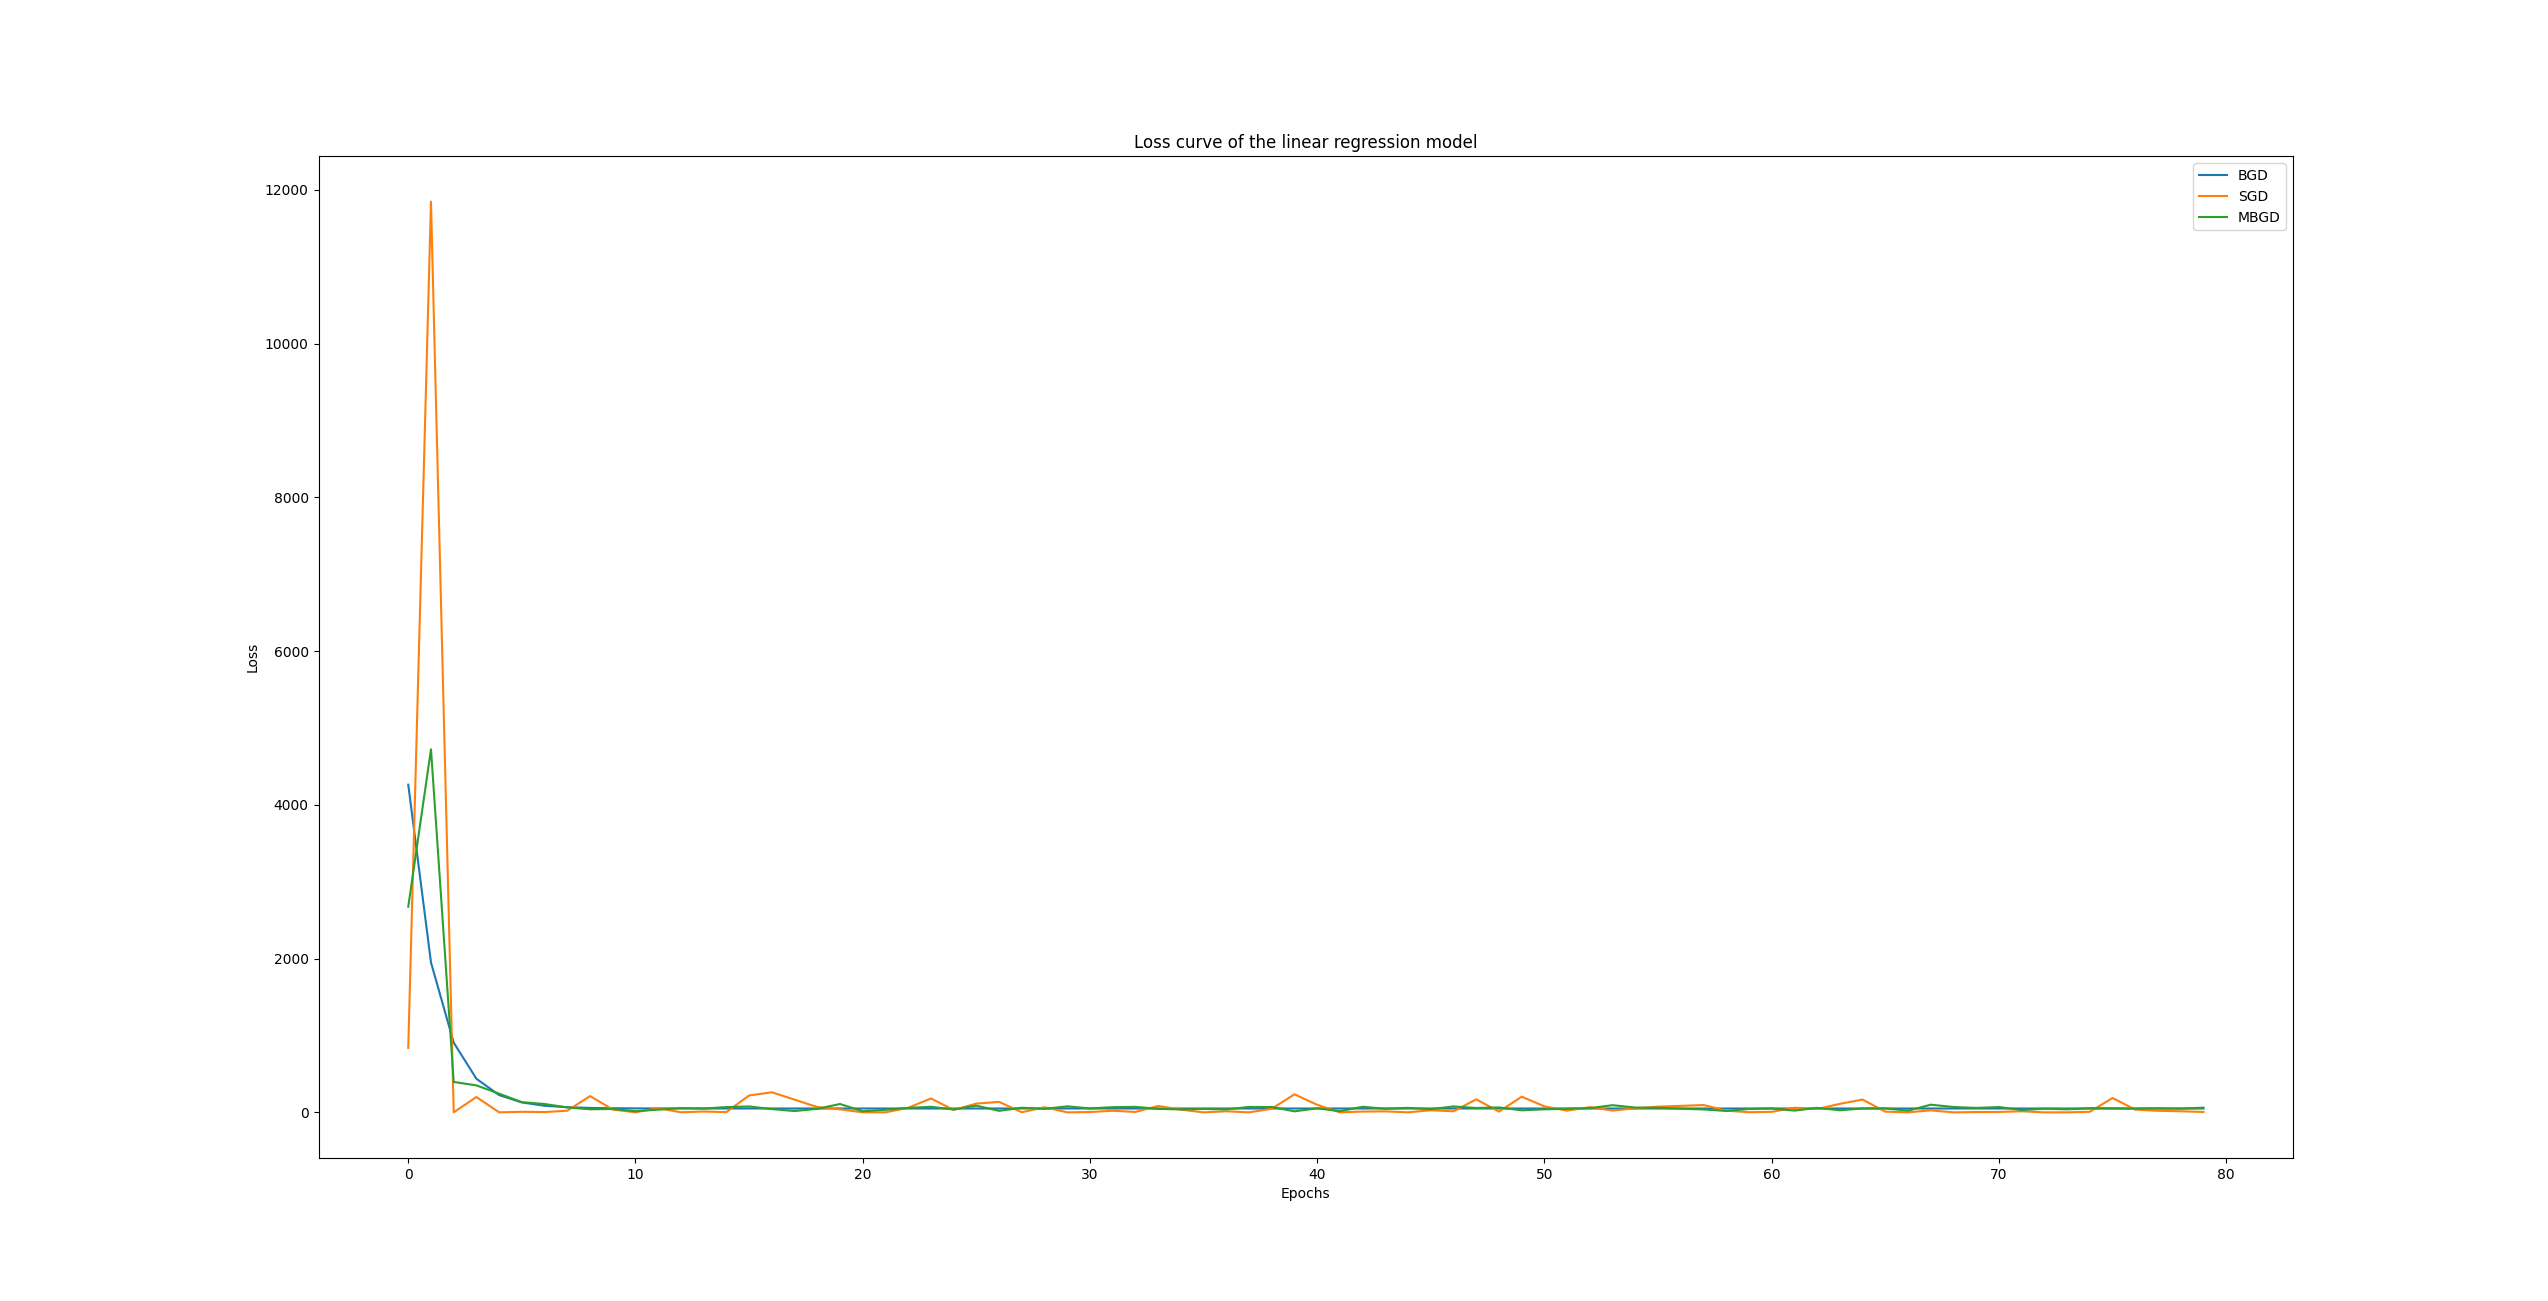 Loss curve of the linear regression model
BGD
SGD
MBGD
12000
10000
8000
6000
4000
2000
0
Loss
0 10 20 30 40 50 60 70 80
Epochs